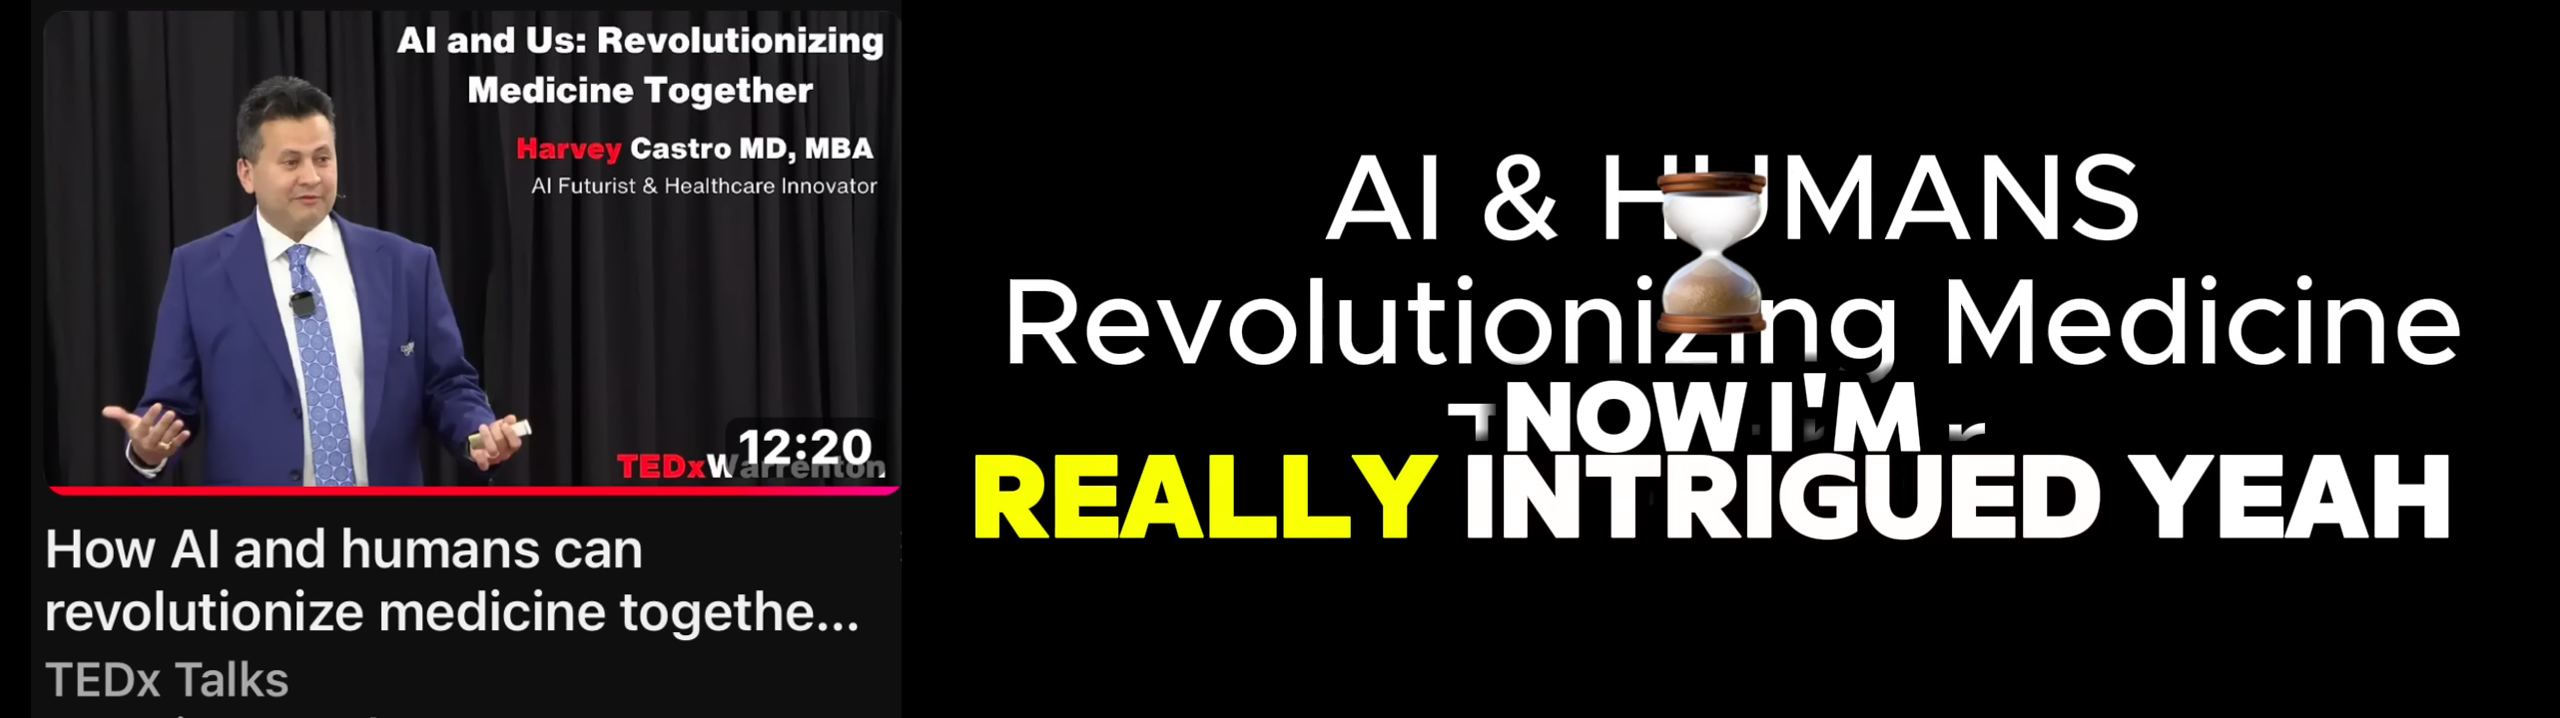 AI and Us: Revolutionizing
Medicine Together
Harvey Castro MD, MBA
AI Futurist & Healthcare Innovator
TEDxWarrenton
12:20
How AI and humans can
revolutionize medicine togethe...
TEDx Talks
AI & HUMANS
Revolutionizing Medicine
NOW I'M
REALLY INTRIGUED YEAH